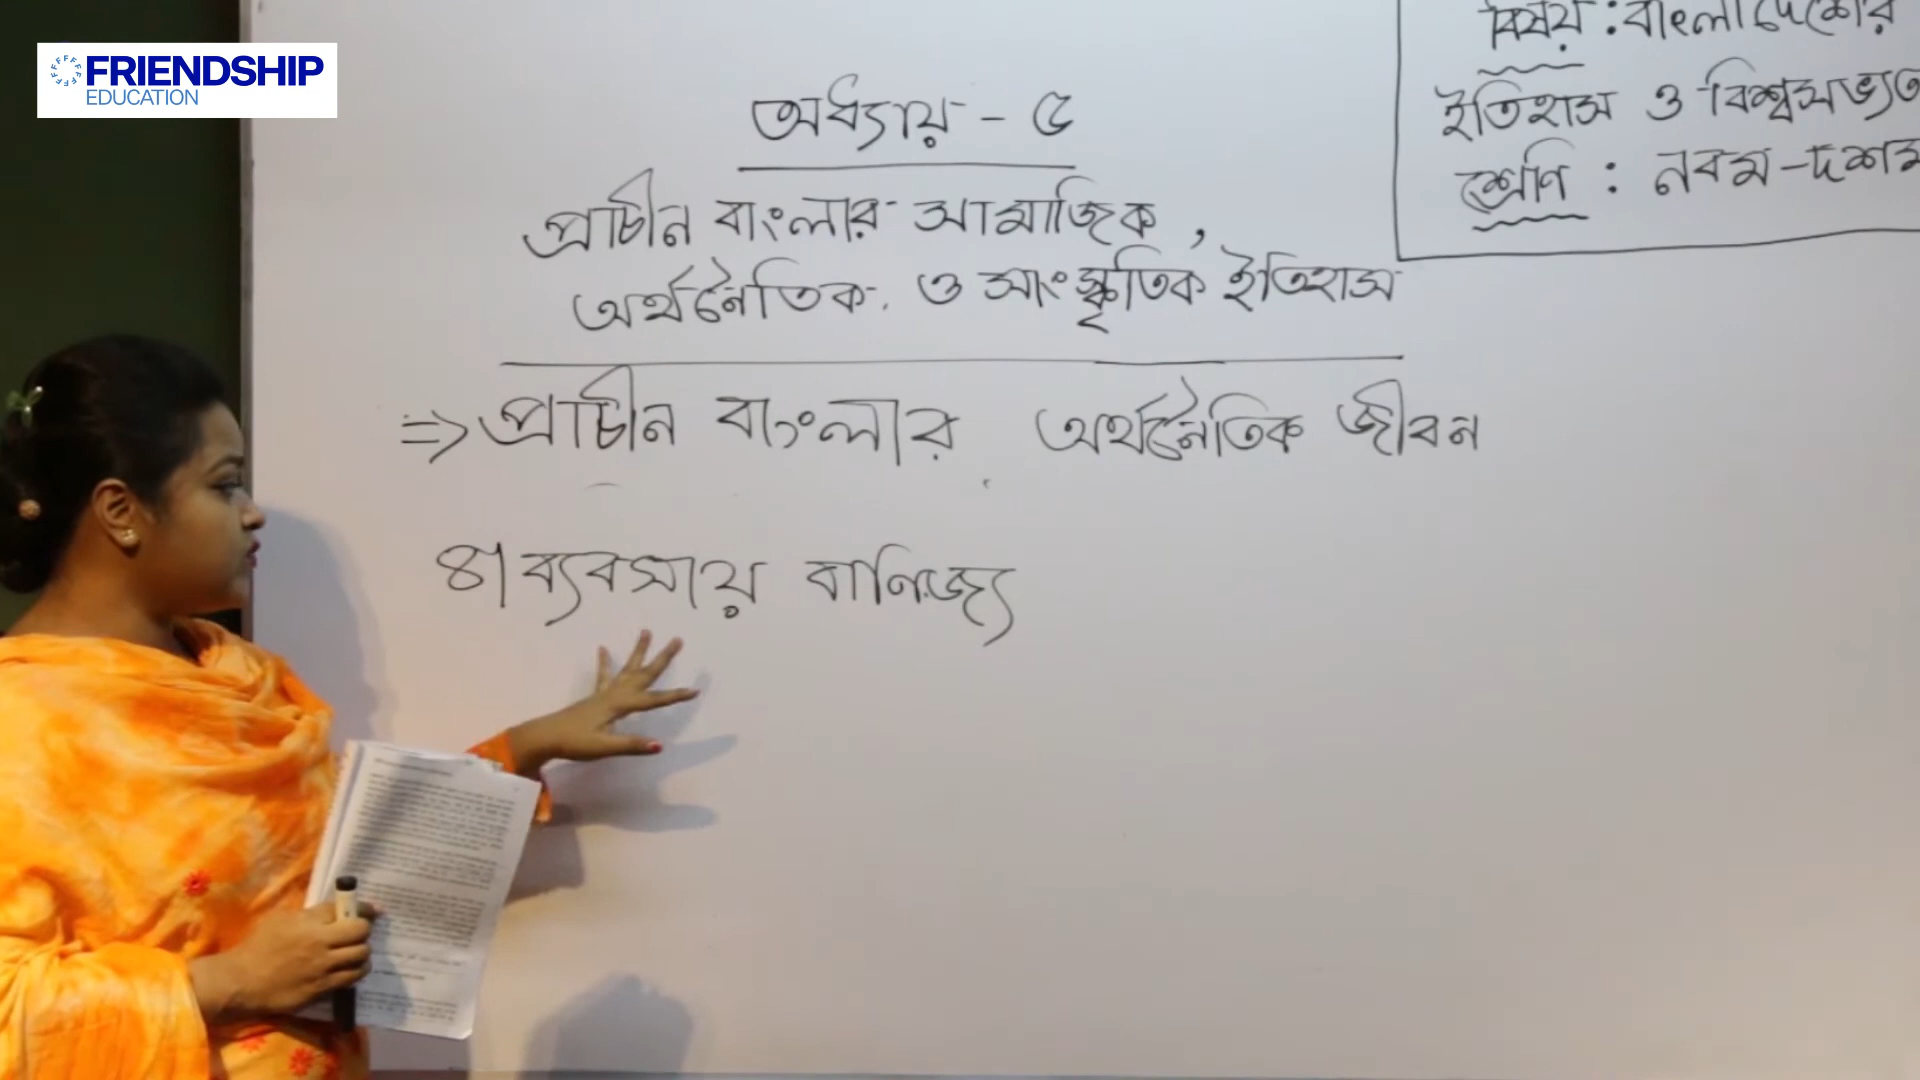 FRIENDSHIP
EDUCATION
বিষয় : বাংলাদেশের
ইতিহাস ও বিশ্বসভ্যত
শ্রেণি : নবম-দশম
অধ্যায় - ৫
প্রাচীন বাংলার সামাজিক,
অর্থনৈতিক ও সাংস্কৃতিক ইতিহাস
=> প্রাচীন বাংলার অর্থনৈতিক জীবন
৪। ব্যবসায় বানিজ্য